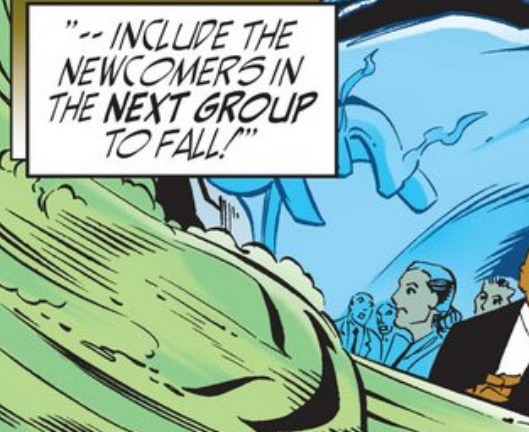 "-- INCLUDE THE
NEWCOMERS IN
THE NEXT GROUP
TO FALL!"